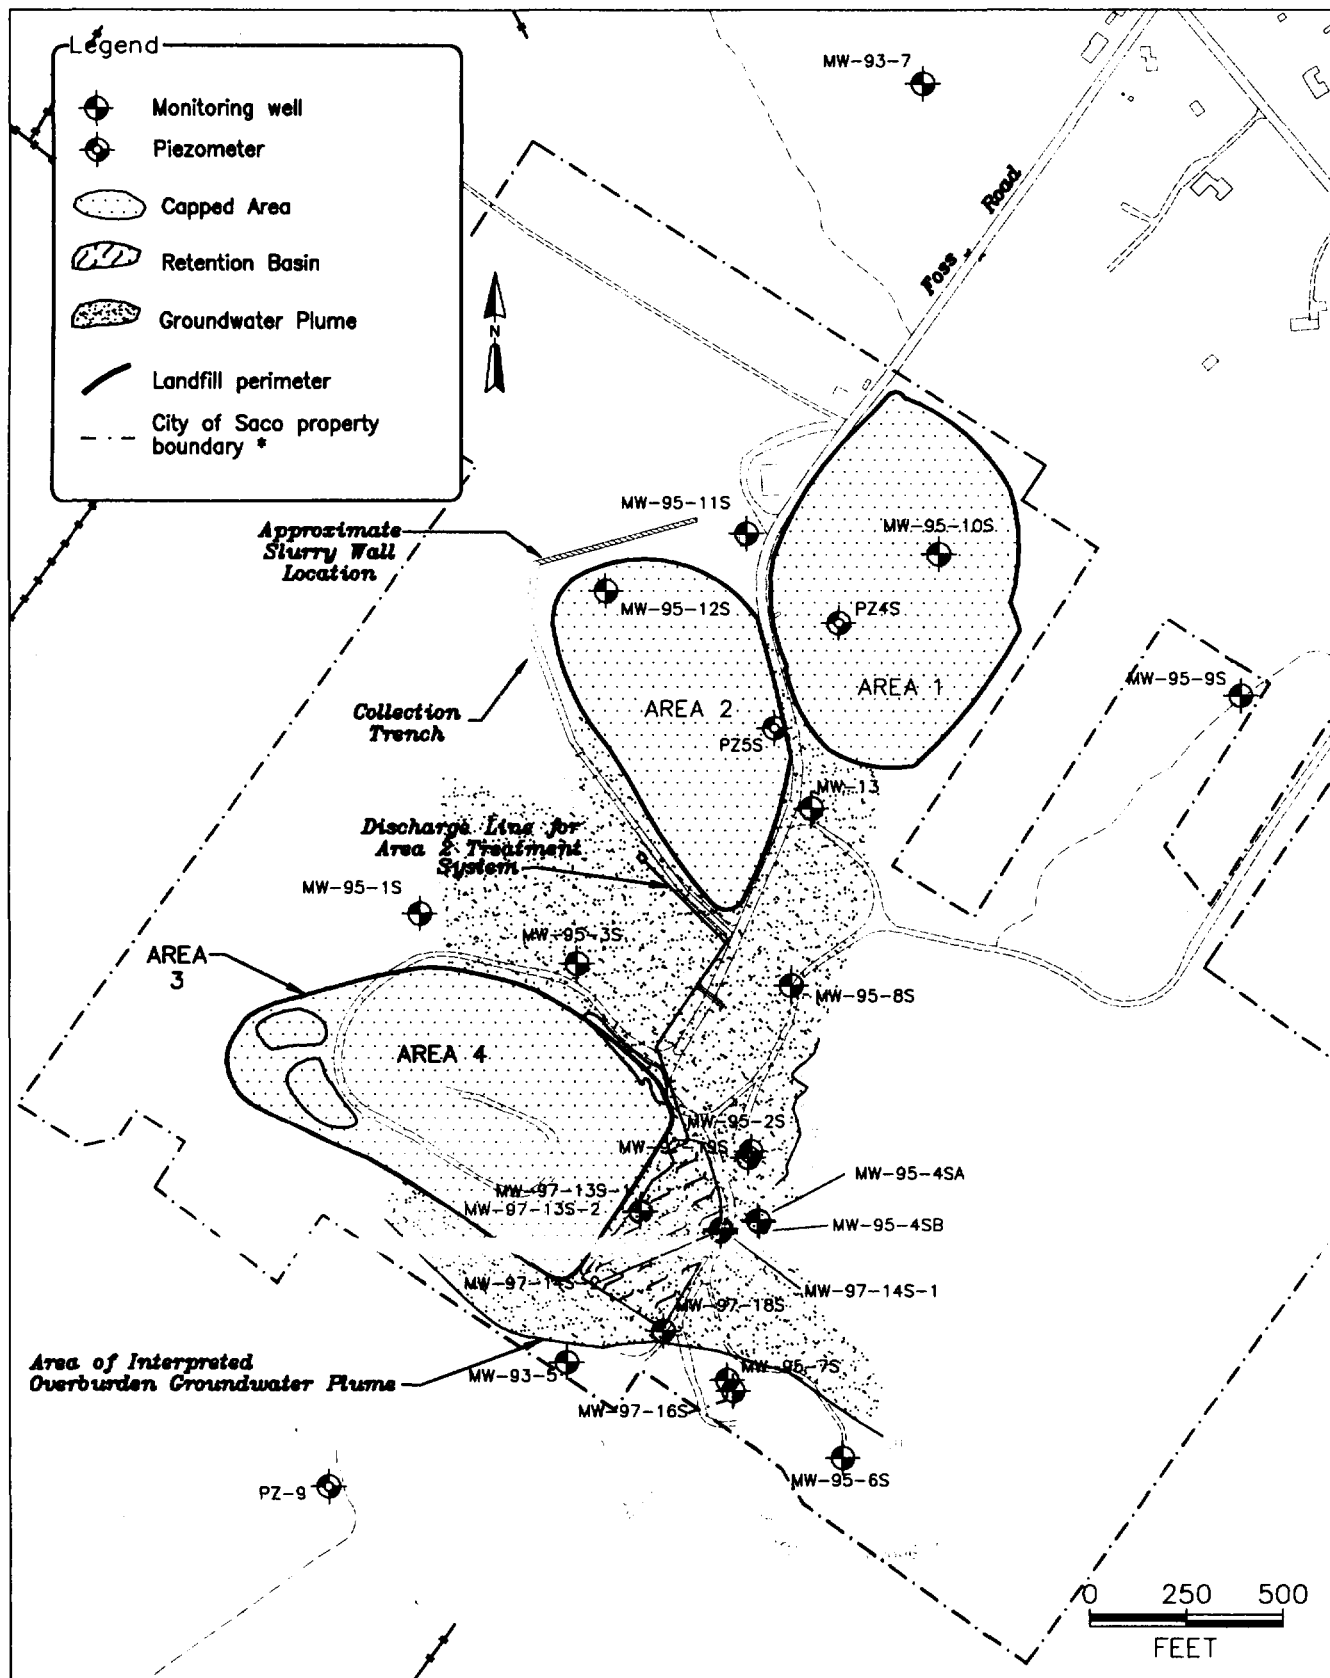 Legend
Monitoring well
Piezometer
Capped Area
Retention Basin
Groundwater Plume
Landfill perimeter
City of Saco property
boundary *
N
MW-93-7
Foss Road
MW-95-11S
MW-95-10S
Approximate
Slurry Wall
Location
MW-95-12S
PZ4S
AREA 1
MW-95-9S
AREA 2
Collection
Trench
PZ5S
MW-13
Discharge Line for
Area 2 Treatment
System
MW-95-1S
MW-95-3S
AREA
3
MW-95-8S
AREA 4
MW-95-2S
MW-97-13S-1
MW-97-13S-2
MW-95-4SA
MW-95-4SB
MW-97-14S-2
MW-97-14S-1
MW-97-18S
Area of Interpreted
Overburden Groundwater Plume
MW-93-5
MW-95-7S
MW-97-16S
MW-95-6S
PZ-9
0 250 500
FEET